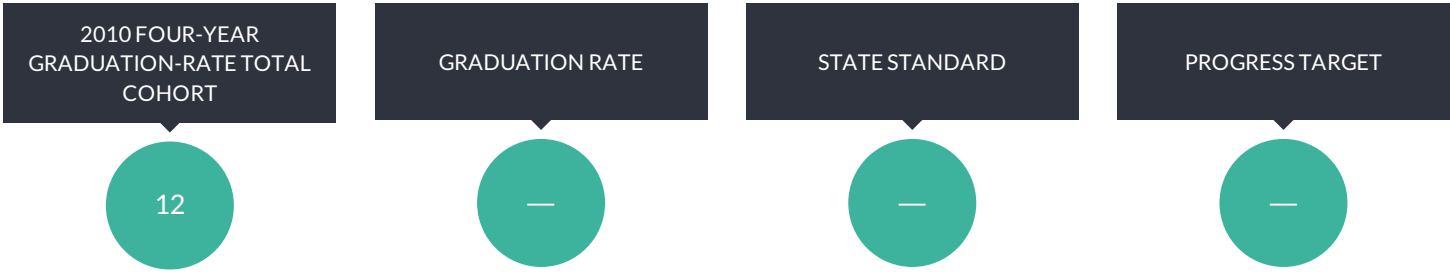 2010 FOUR-YEAR
GRADUATION-RATE TOTAL
COHORT
GRADUATION RATE
STATE STANDARD
PROGRESS TARGET
12
—
—
—